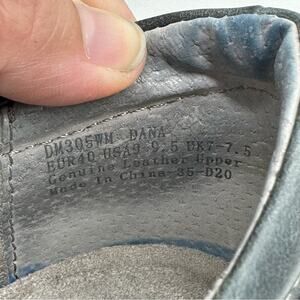 DM305WM DANA
EUR40 USA9-9.5 UK7-7.5
Genuine Leather Upper
Made In China 35-D20